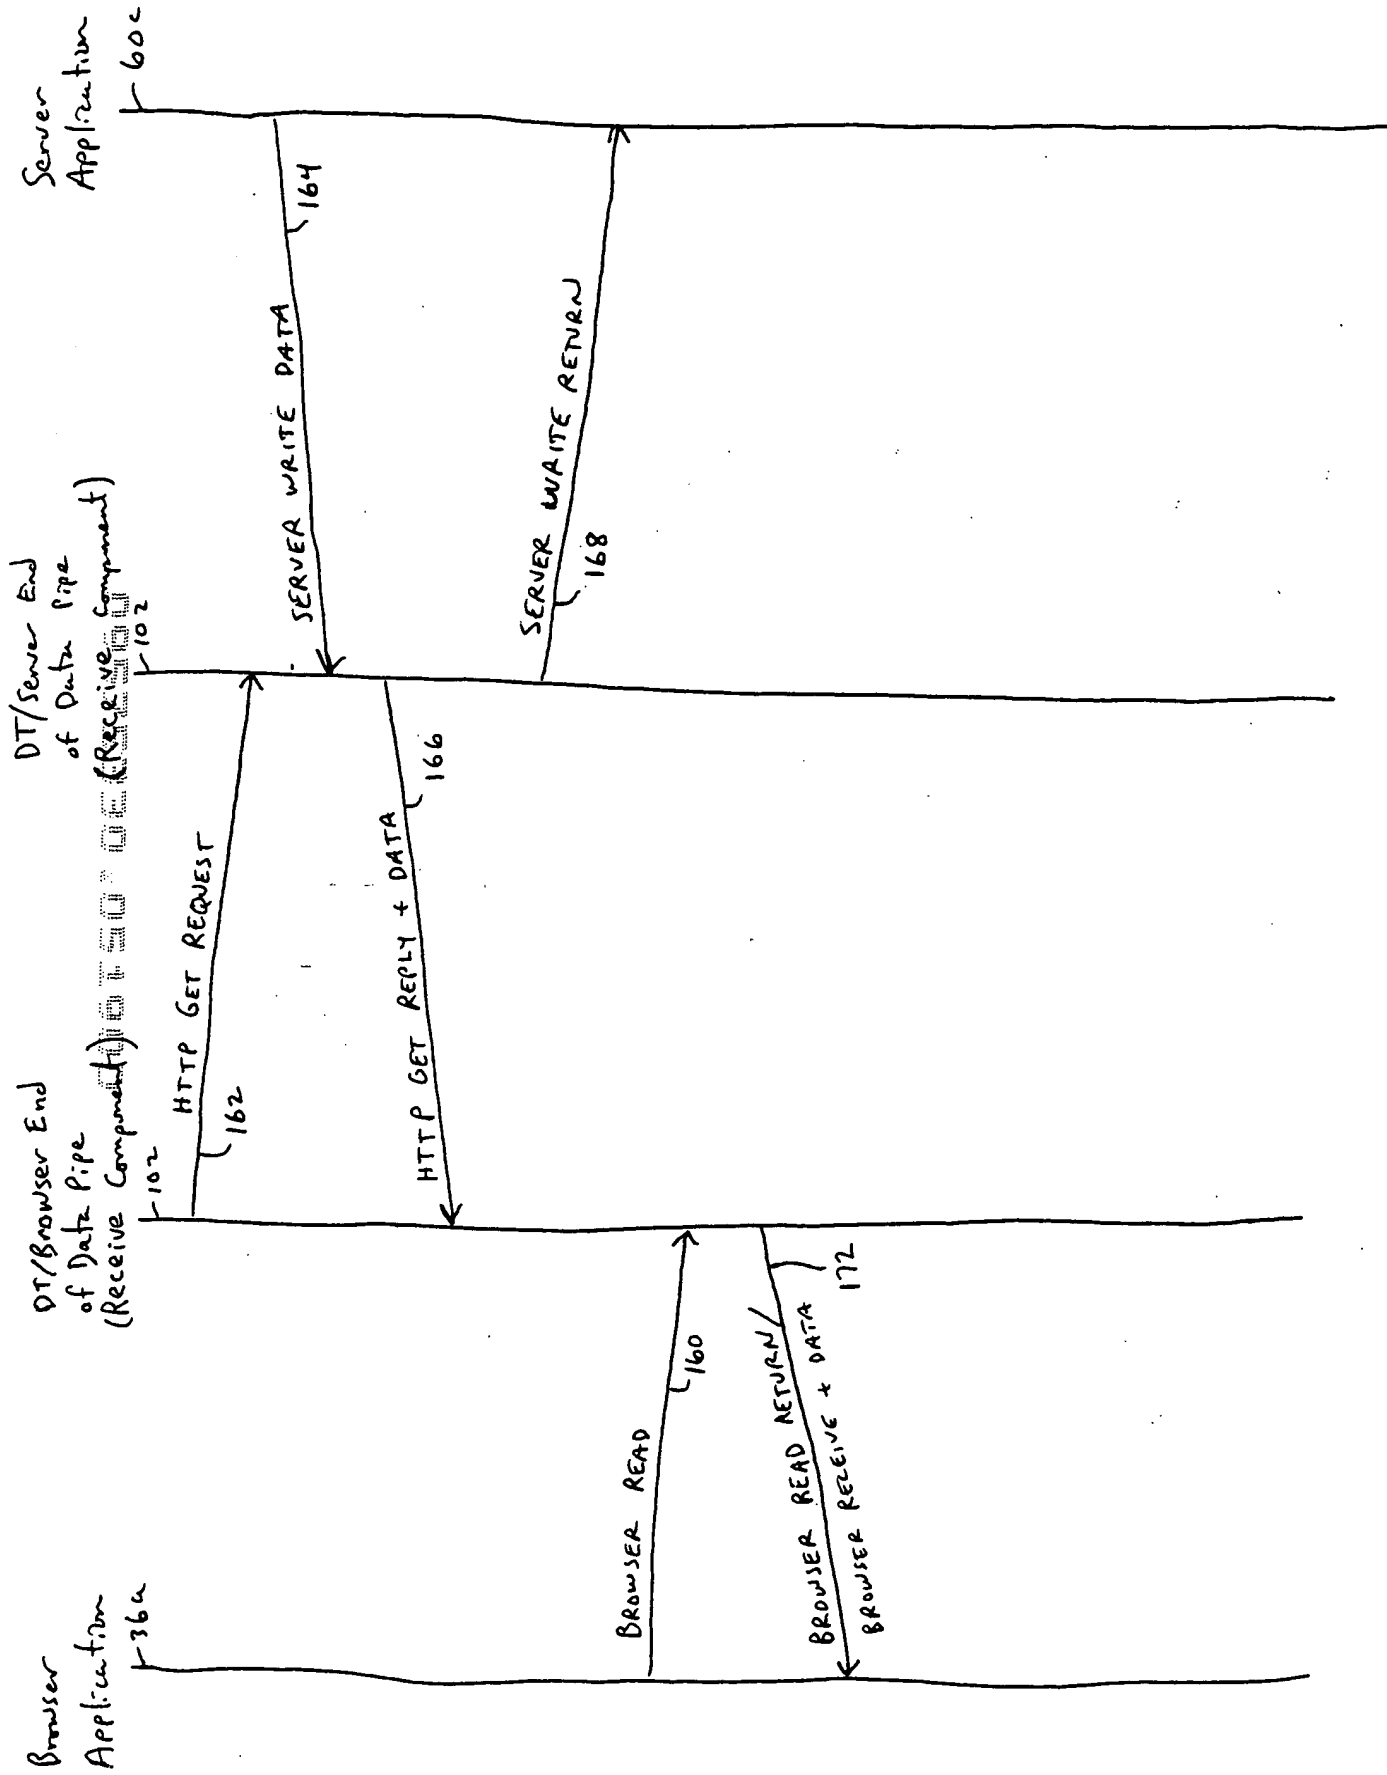 Browser
Application
36a
DT/Browser End
of Data Pipe
(Receive Component)
102
DT/Server End
of Data Pipe
(Receive Component)
102
Server
Application
60c
HTTP GET REQUEST
162
SERVER WRITE DATA
164
HTTP GET REPLY + DATA
166
SERVER WRITE RETURN
168
BROWSER READ
160
BROWSER READ RETURN/
BROWSER RECEIVE + DATA
172